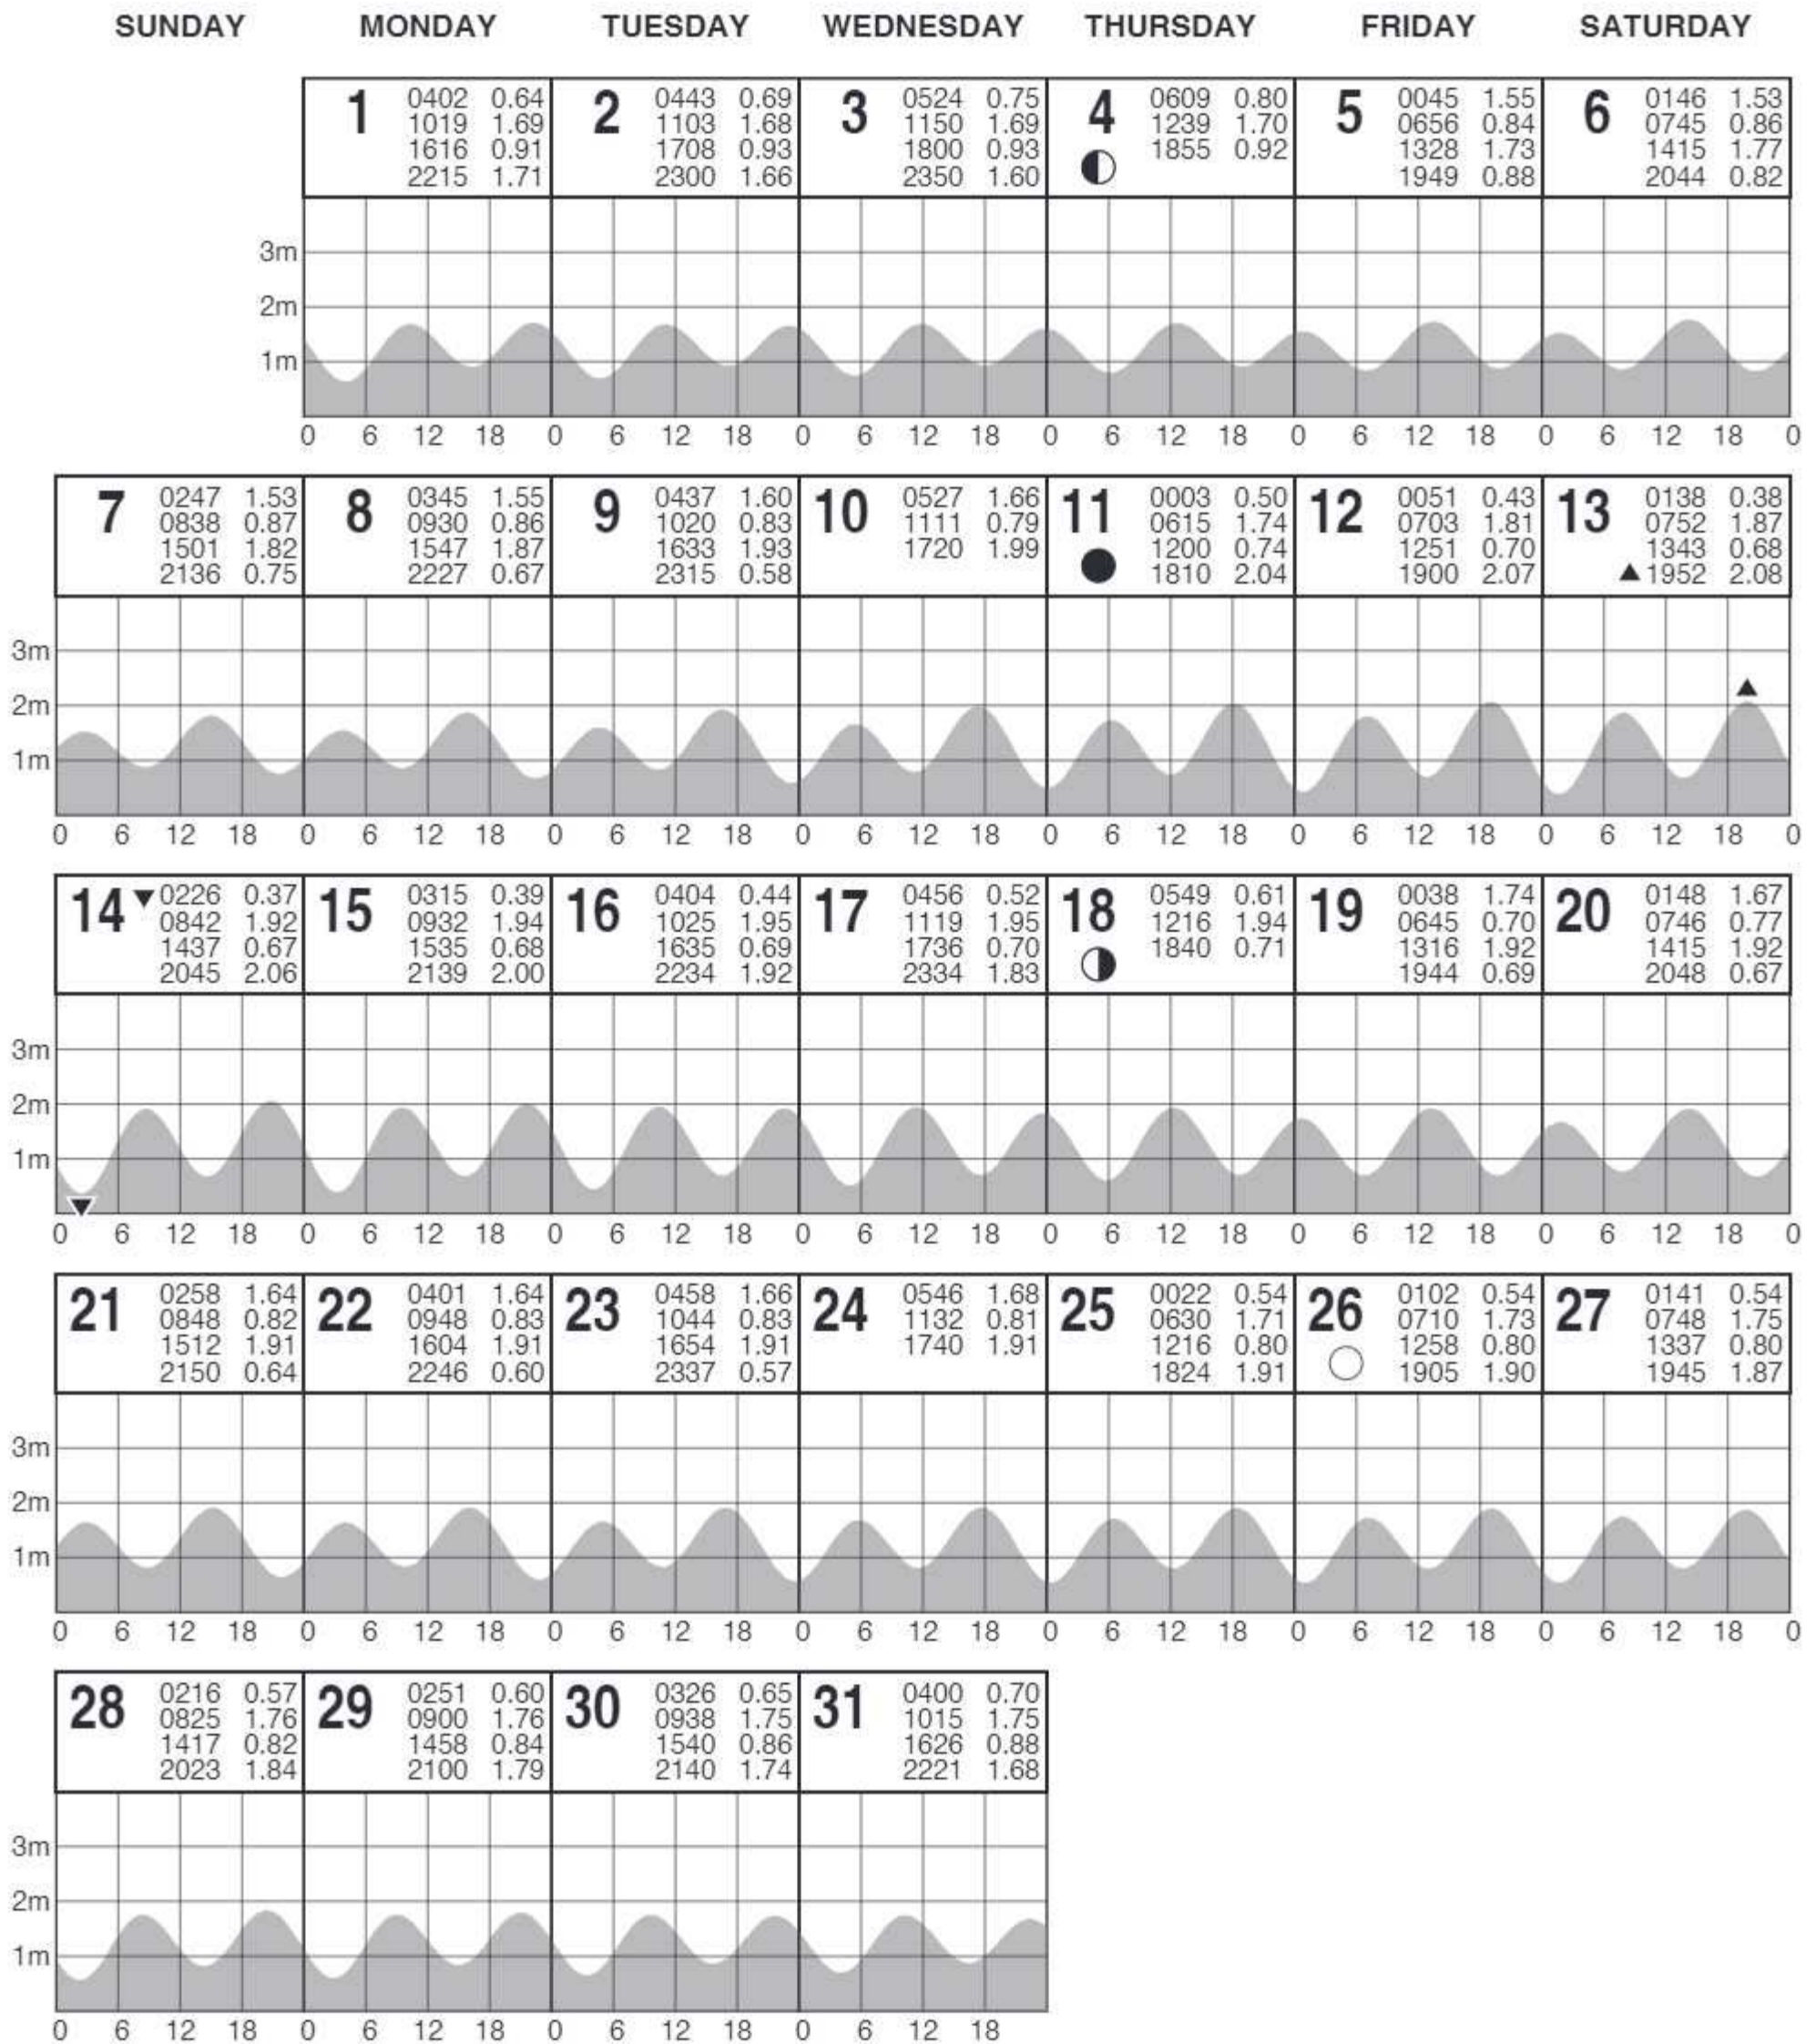 SUNDAY MONDAY TUESDAY WEDNESDAY THURSDAY FRIDAY SATURDAY
1 0402 0.64
1019 1.69
1616 0.91
2215 1.71
2 0443 0.69
1103 1.68
1708 0.93
2300 1.66
3 0524 0.75
1150 1.69
1800 0.93
2350 1.60
4 0609 0.80
1239 1.70
1855 0.92
5 0045 1.55
0656 0.84
1328 1.73
1949 0.88
6 0146 1.53
0745 0.86
1415 1.77
2044 0.82
3m
2m
1m
0 6 12 18 0 6 12 18 0 6 12 18 0 6 12 18 0 6 12 18 0 6 12 18 0
7 0247 1.53
0838 0.87
1501 1.82
2136 0.75
8 0345 1.55
0930 0.86
1547 1.87
2227 0.67
9 0437 1.60
1020 0.83
1633 1.93
2315 0.58
10 0527 1.66
1111 0.79
1720 1.99
11 0003 0.50
0615 1.74
1200 0.74
1810 2.04
12 0051 0.43
0703 1.81
1251 0.70
1900 2.07
13 0138 0.38
0752 1.87
1343 0.68
▲ 1952 2.08
3m
2m
1m
0 6 12 18 0 6 12 18 0 6 12 18 0 6 12 18 0 6 12 18 0 6 12 18 0 6 12 18 0
14 ▼ 0226 0.37
0842 1.92
1437 0.67
2045 2.06
15 0315 0.39
0932 1.94
1535 0.68
2139 2.00
16 0404 0.44
1025 1.95
1635 0.69
2234 1.92
17 0456 0.52
1119 1.95
1736 0.70
2334 1.83
18 0549 0.61
1216 1.94
1840 0.71
19 0038 1.74
0645 0.70
1316 1.92
1944 0.69
20 0148 1.67
0746 0.77
1415 1.92
2048 0.67
3m
2m
1m
0 6 12 18 0 6 12 18 0 6 12 18 0 6 12 18 0 6 12 18 0 6 12 18 0 6 12 18 0
21 0258 1.64
0848 0.82
1512 1.91
2150 0.64
22 0401 1.64
0948 0.83
1604 1.91
2246 0.60
23 0458 1.66
1044 0.83
1654 1.91
2337 0.57
24 0546 1.68
1132 0.81
1740 1.91
25 0022 0.54
0630 1.71
1216 0.80
1824 1.91
26 0102 0.54
0710 1.73
1258 0.80
1905 1.90
27 0141 0.54
0748 1.75
1337 0.80
1945 1.87
3m
2m
1m
0 6 12 18 0 6 12 18 0 6 12 18 0 6 12 18 0 6 12 18 0 6 12 18 0 6 12 18 0
28 0216 0.57
0825 1.76
1417 0.82
2023 1.84
29 0251 0.60
0900 1.76
1458 0.84
2100 1.79
30 0326 0.65
0938 1.75
1540 0.86
2140 1.74
31 0400 0.70
1015 1.75
1626 0.88
2221 1.68
3m
2m
1m
0 6 12 18 0 6 12 18 0 6 12 18 0 6 12 18